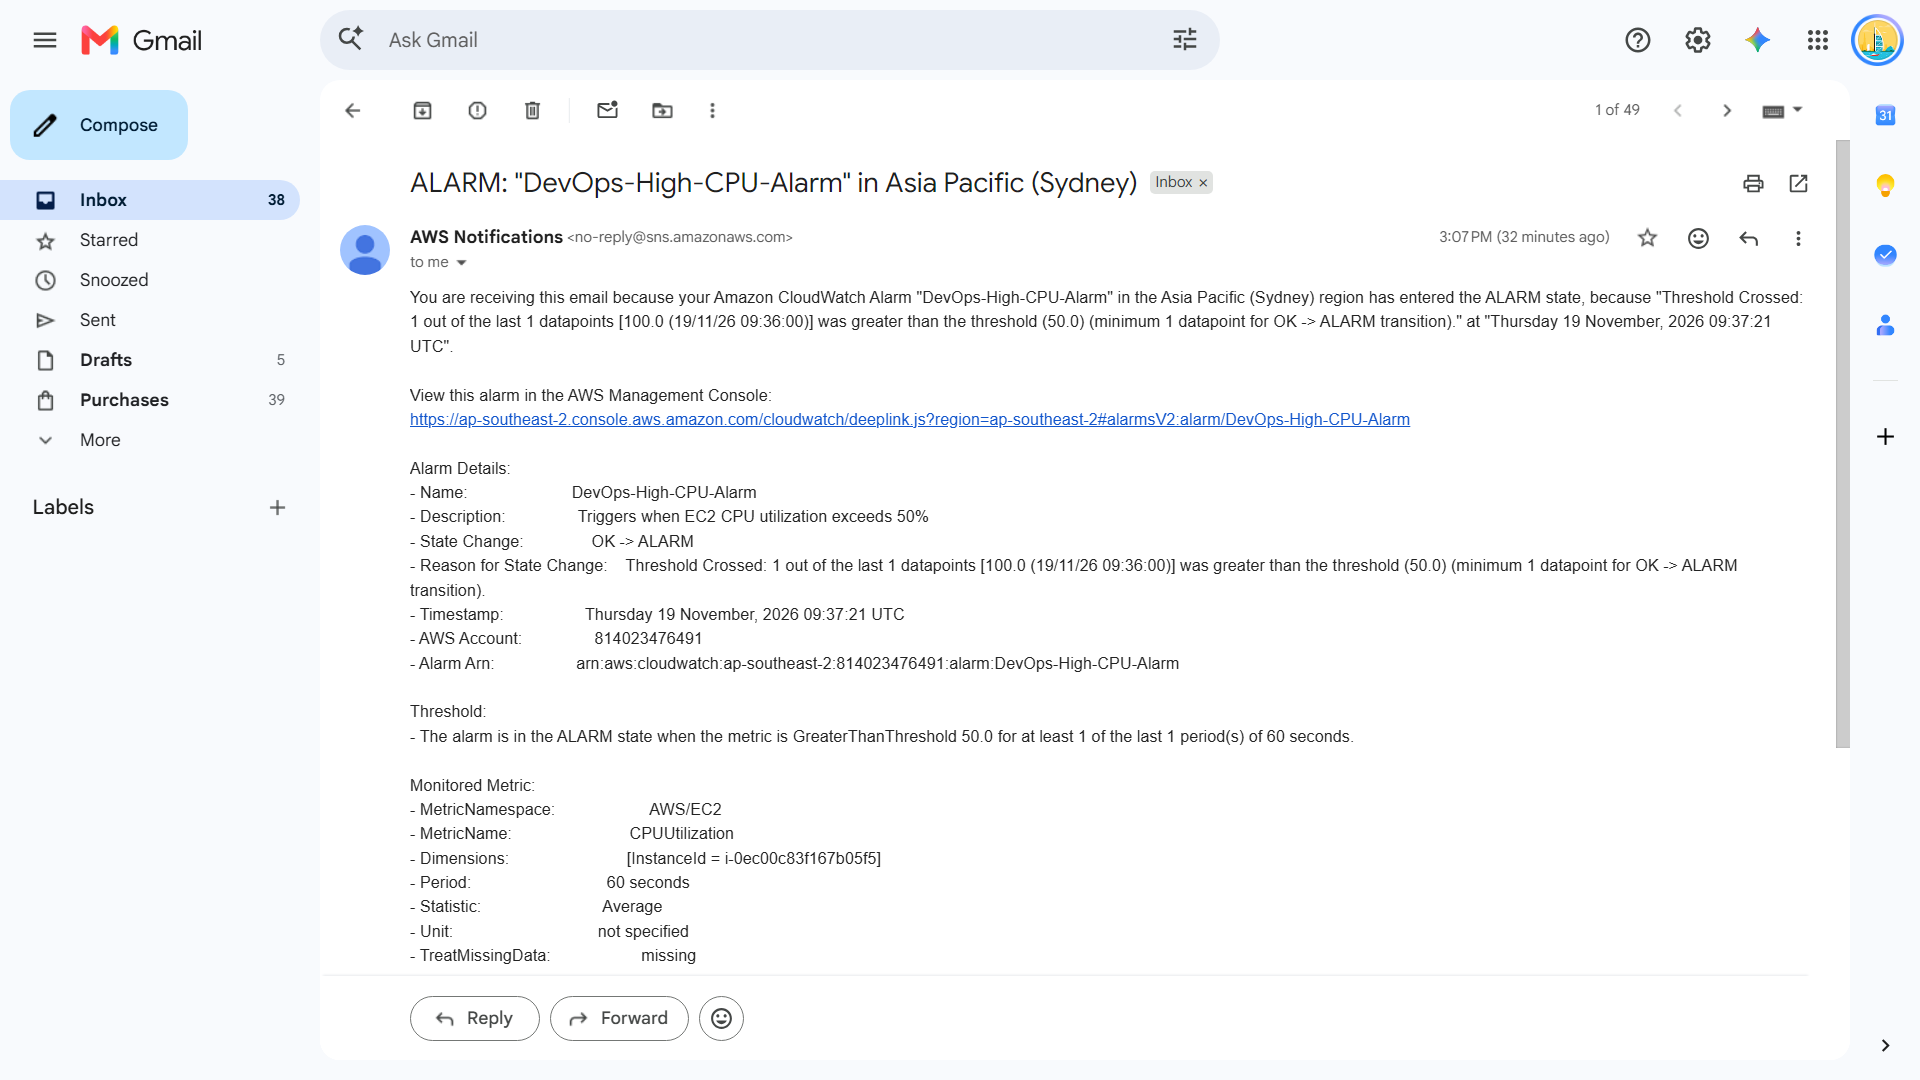 Gmail
Ask Gmail
Compose
Inbox 38
Starred
Snoozed
Sent
Drafts 5
Purchases 39
More
Labels
1 of 49
31
ALARM: "DevOps-High-CPU-Alarm" in Asia Pacific (Sydney) Inbox ×
AWS Notifications <no-reply@sns.amazonaws.com> 3:07 PM (32 minutes ago)
to me
You are receiving this email because your Amazon CloudWatch Alarm "DevOps-High-CPU-Alarm" in the Asia Pacific (Sydney) region has entered the ALARM state, because "Threshold Crossed:
1 out of the last 1 datapoints [100.0 (19/11/26 09:36:00)] was greater than the threshold (50.0) (minimum 1 datapoint for OK -> ALARM transition)." at "Thursday 19 November, 2026 09:37:21
UTC".
View this alarm in the AWS Management Console:
https://ap-southeast-2.console.aws.amazon.com/cloudwatch/deeplink.js?region=ap-southeast-2#alarmsV2:alarm/DevOps-High-CPU-Alarm
Alarm Details:
- Name: DevOps-High-CPU-Alarm
- Description: Triggers when EC2 CPU utilization exceeds 50%
- State Change: OK -> ALARM
- Reason for State Change: Threshold Crossed: 1 out of the last 1 datapoints [100.0 (19/11/26 09:36:00)] was greater than the threshold (50.0) (minimum 1 datapoint for OK -> ALARM
transition).
- Timestamp: Thursday 19 November, 2026 09:37:21 UTC
- AWS Account: 814023476491
- Alarm Arn: arn:aws:cloudwatch:ap-southeast-2:814023476491:alarm:DevOps-High-CPU-Alarm
Threshold:
- The alarm is in the ALARM state when the metric is GreaterThanThreshold 50.0 for at least 1 of the last 1 period(s) of 60 seconds.
Monitored Metric:
- MetricNamespace: AWS/EC2
- MetricName: CPUUtilization
- Dimensions: [InstanceId = i-0ec00c83f167b05f5]
- Period: 60 seconds
- Statistic: Average
- Unit: not specified
- TreatMissingData: missing
Reply
Forward